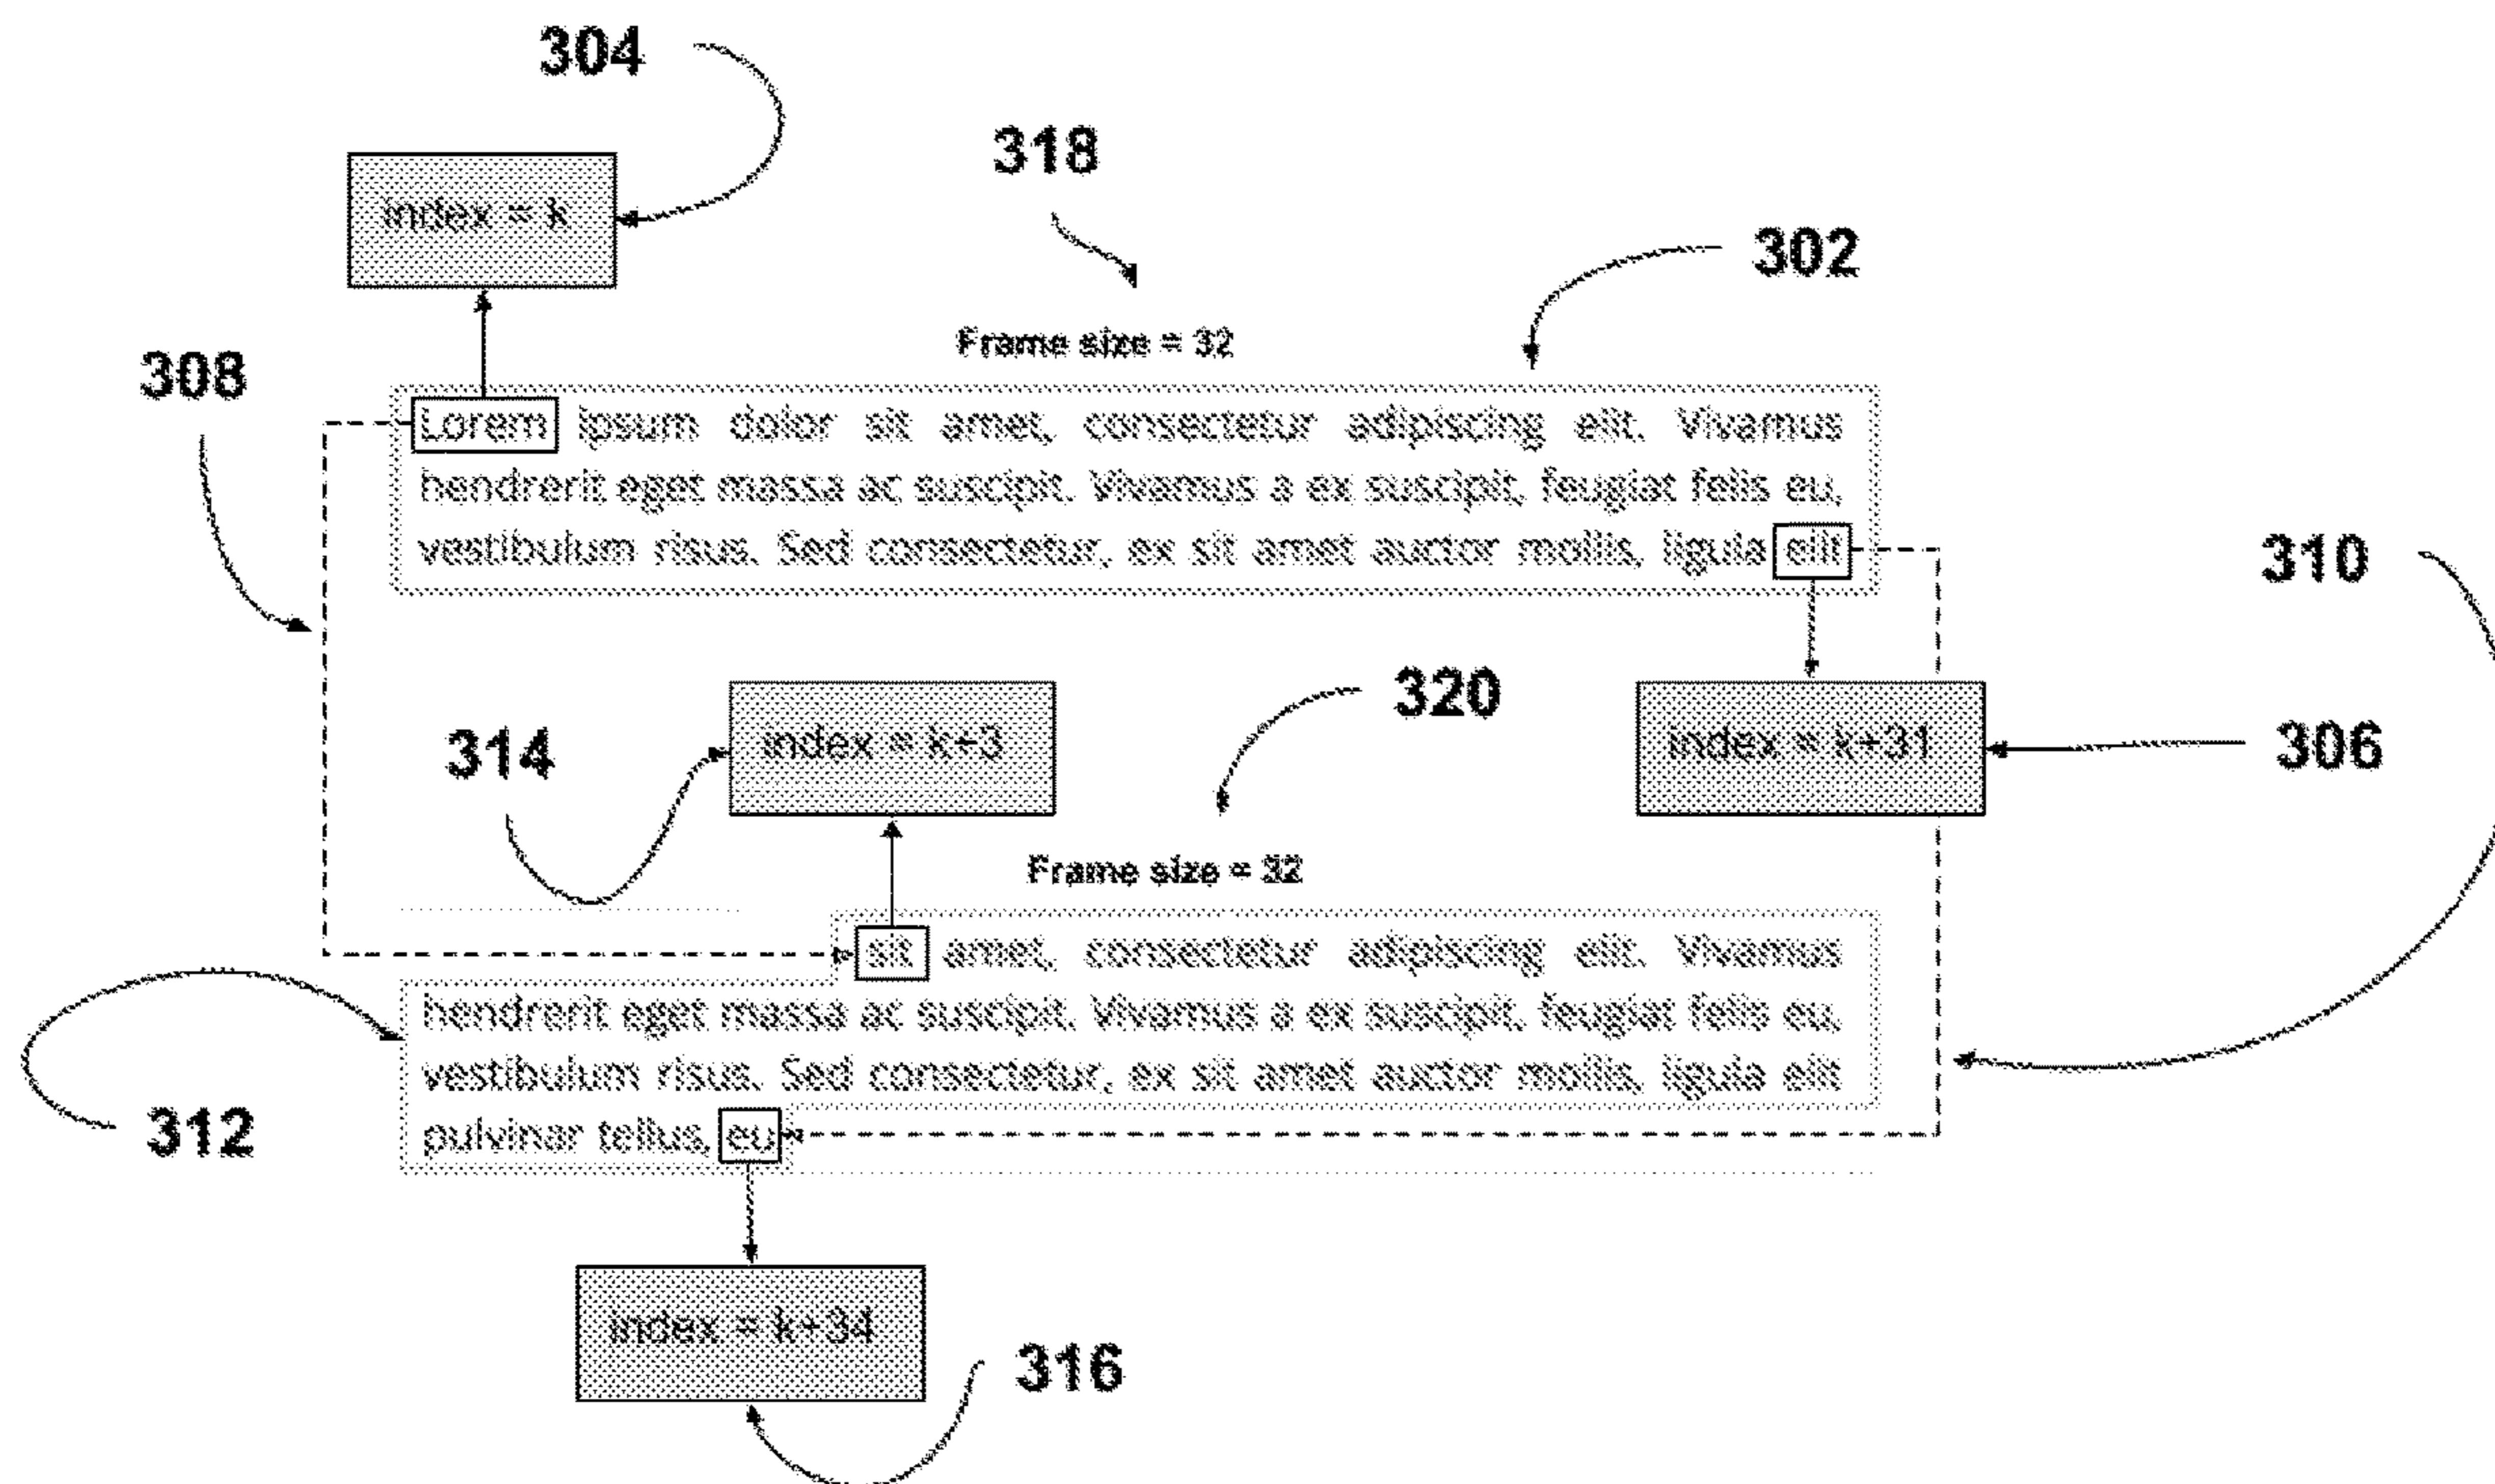 304
318
index = k
302
Frame size = 32
308
Lorem ipsum dolor sit amet, consectetur adipiscing elit. Vivamus
hendrerit eget massa ac suscipit. Vivamus a ex suscipit, feugiat felis eu,
vestibulum risus. Sed consectetur, ex sit amet auctor mollis, ligula elit
310
320
314
index = k+3
index = k+31
306
Frame size = 32
sit amet, consectetur adipiscing elit. Vivamus
hendrerit eget massa ac suscipit. Vivamus a ex suscipit, feugiat felis eu,
vestibulum risus. Sed consectetur, ex sit amet auctor mollis, ligula elit
312
pulvinar tellus, eu
index = k+34
316